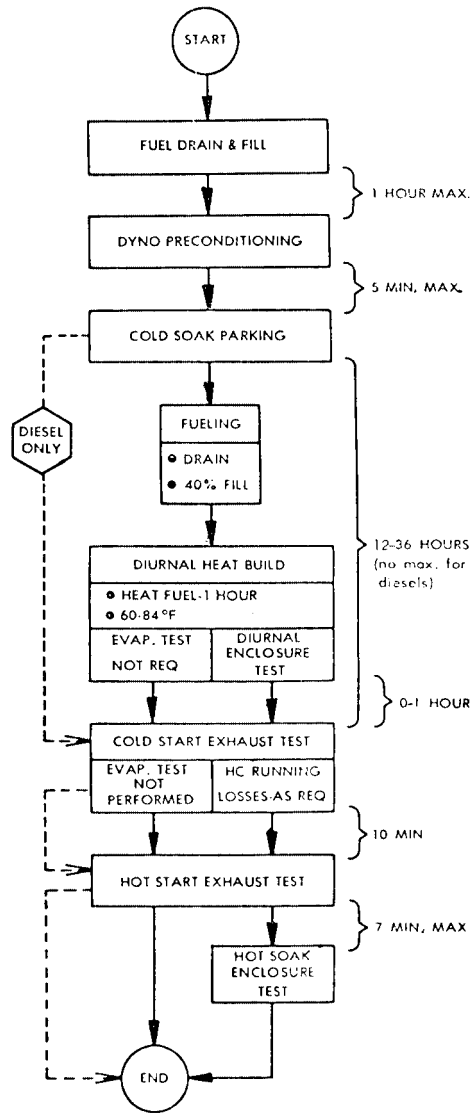 START
FUEL DRAIN & FILL
1 HOUR MAX.
DYNO PRECONDITIONING
5 MIN, MAX.
COLD SOAK PARKING
DIESEL
ONLY
FUELING
DRAIN
40% FILL
12-36 HOURS
(no max. for
diesels)
DIURNAL HEAT BUILD
HEAT FUEL-1 HOUR
60-84°F
EVAP. TEST
NOT REQ
DIURNAL
ENCLOSURE
TEST
0-1 HOUR
COLD START EXHAUST TEST
EVAP. TEST
NOT
PERFORMED
HC RUNNING
LOSSES-AS REQ
10 MIN
HOT START EXHAUST TEST
7 MIN, MAX
HOT SOAK
ENCLOSURE
TEST
END